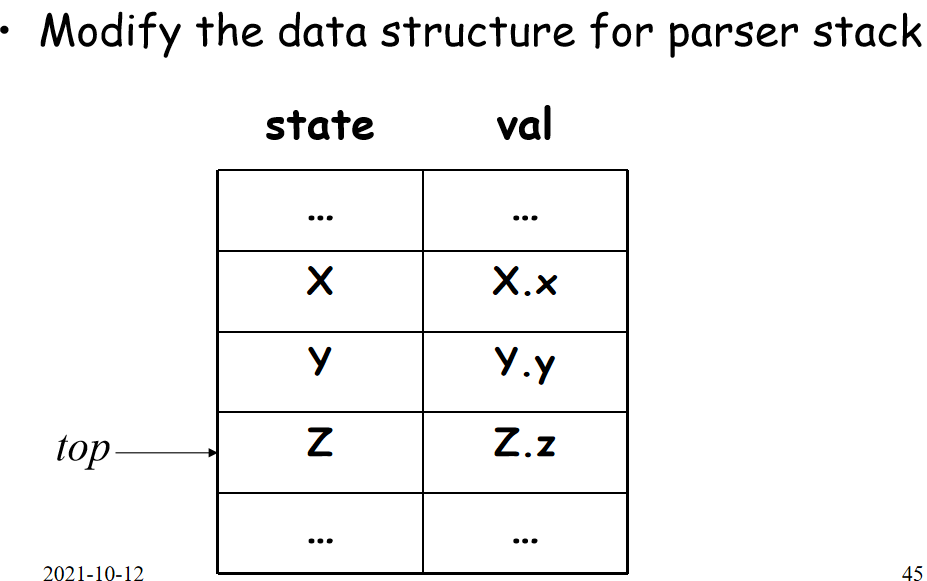 • Modify the data structure for parser stack
state val
... ...
X X.x
Y Y.y
top Z Z.z
... ...
2021-10-12 45